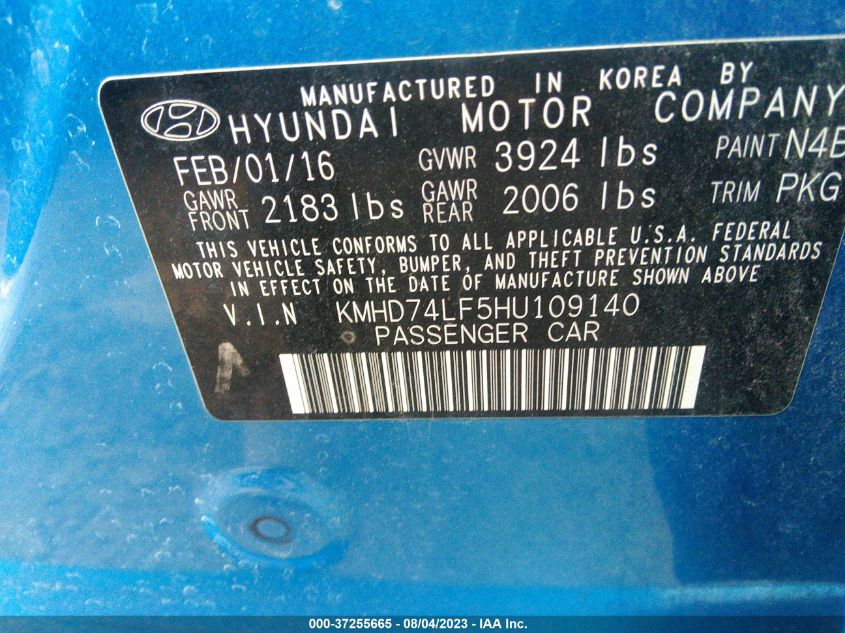 MANUFACTURED IN KOREA BY
HYUNDAI MOTOR COMPANY
FEB/01/16 GVWR 3924 lbs PAINT N4B
GAWR FRONT 2183 lbs GAWR REAR 2006 lbs TRIM PKG
THIS VEHICLE CONFORMS TO ALL APPLICABLE U.S.A. FEDERAL
MOTOR VEHICLE SAFETY, BUMPER, AND THEFT PREVENTION STANDARDS
IN EFFECT ON THE DATE OF MANUFACTURE SHOWN ABOVE
V.I.N KMHD74LF5HU109140
PASSENGER CAR
000-37255665 - 08/04/2023 - IAA Inc.